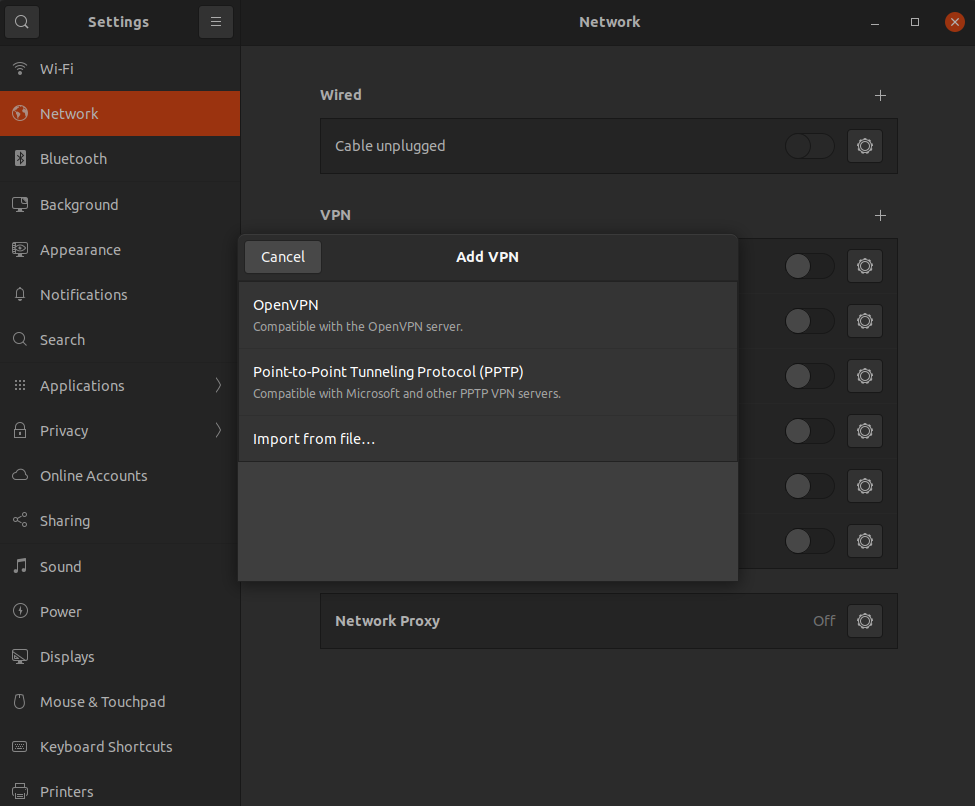 Settings
Network
Wi-Fi
Network
Bluetooth
Background
Appearance
Notifications
Search
Applications
Privacy
Online Accounts
Sharing
Sound
Power
Displays
Mouse & Touchpad
Keyboard Shortcuts
Printers
Wired
Cable unplugged
VPN
Cancel
Add VPN
OpenVPN
Compatible with the OpenVPN server.
Point-to-Point Tunneling Protocol (PPTP)
Compatible with Microsoft and other PPTP VPN servers.
Import from file…
Network Proxy
Off